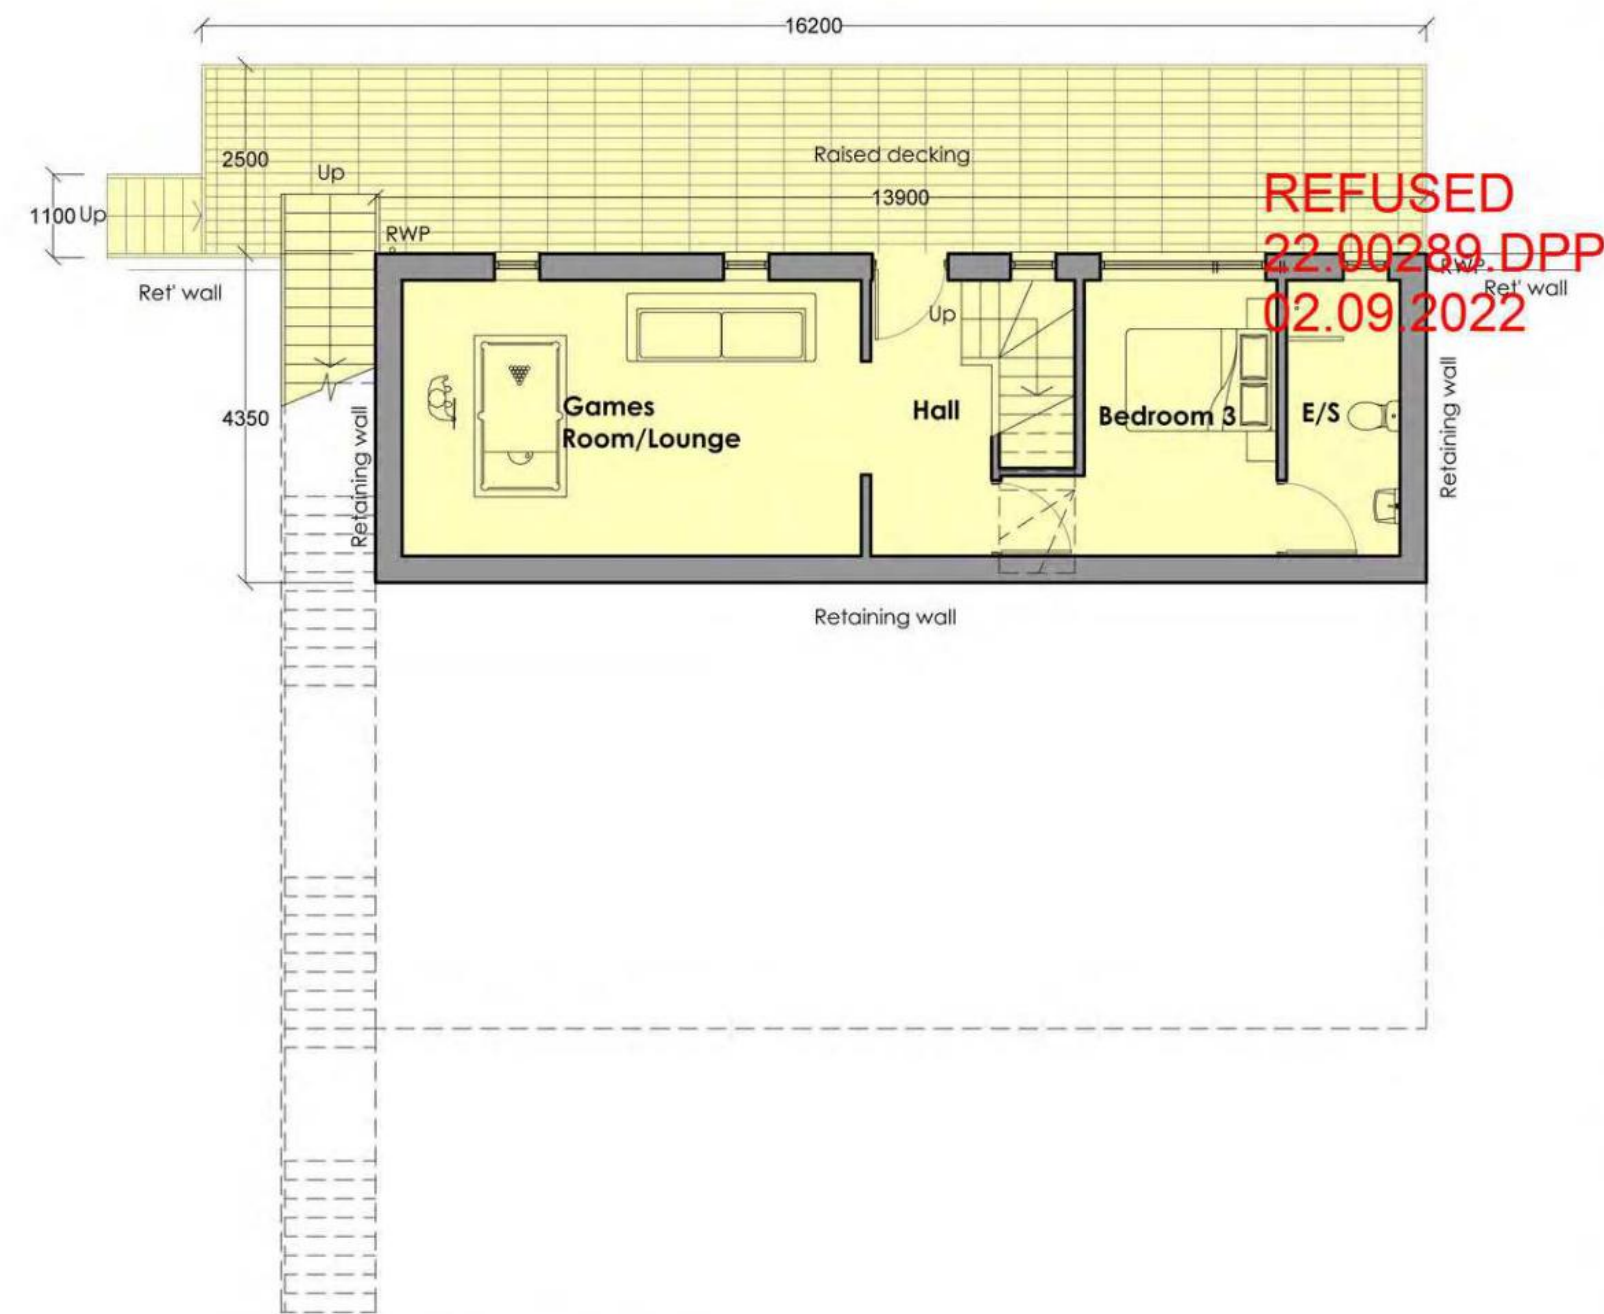 16200
2500
Up
Raised decking
13900
REFUSED
22.00289.DPP
02.09.2022
1100
Up
RWP
RWP
Ret' wall
Ret' wall
Up
4350
Games
Room/Lounge
Hall
Bedroom 3
E/S
Retaining wall
Retaining wall
Retaining wall